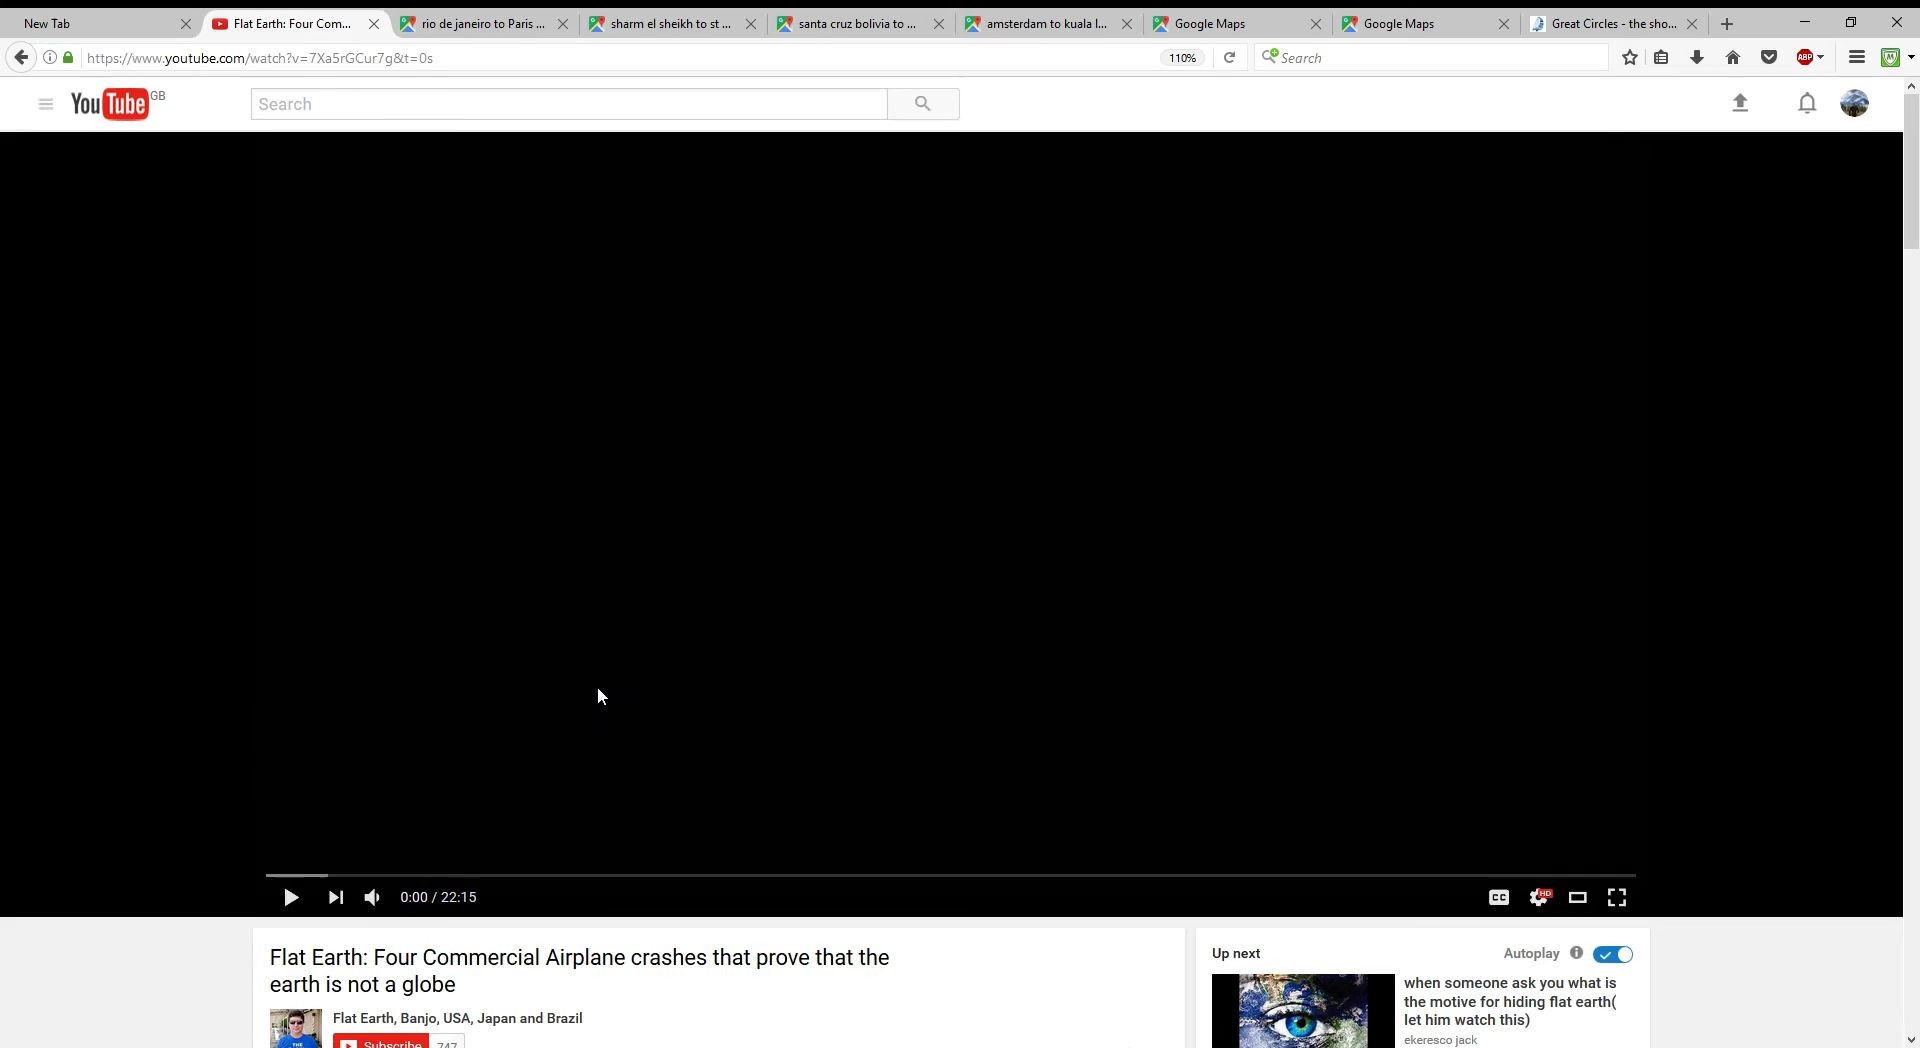 New Tab
Flat Earth: Four Com...
rio de janeiro to Paris ...
sharm el sheikh to st ...
santa cruz bolivia to ...
amsterdam to kuala l...
Google Maps
Google Maps
Great Circles - the sho...
https://www.youtube.com/watch?v=7Xa5rGCur7g&t=0s
110%
Search
ABP
YouTube GB
Search
0:00 / 22:15
CC
HD
Flat Earth: Four Commercial Airplane crashes that prove that the
earth is not a globe
Flat Earth, Banjo, USA, Japan and Brazil
Subscribe 747
THE
Up next
Autoplay
when someone ask you what is
the motive for hiding flat earth(
let him watch this)
ekeresco jack